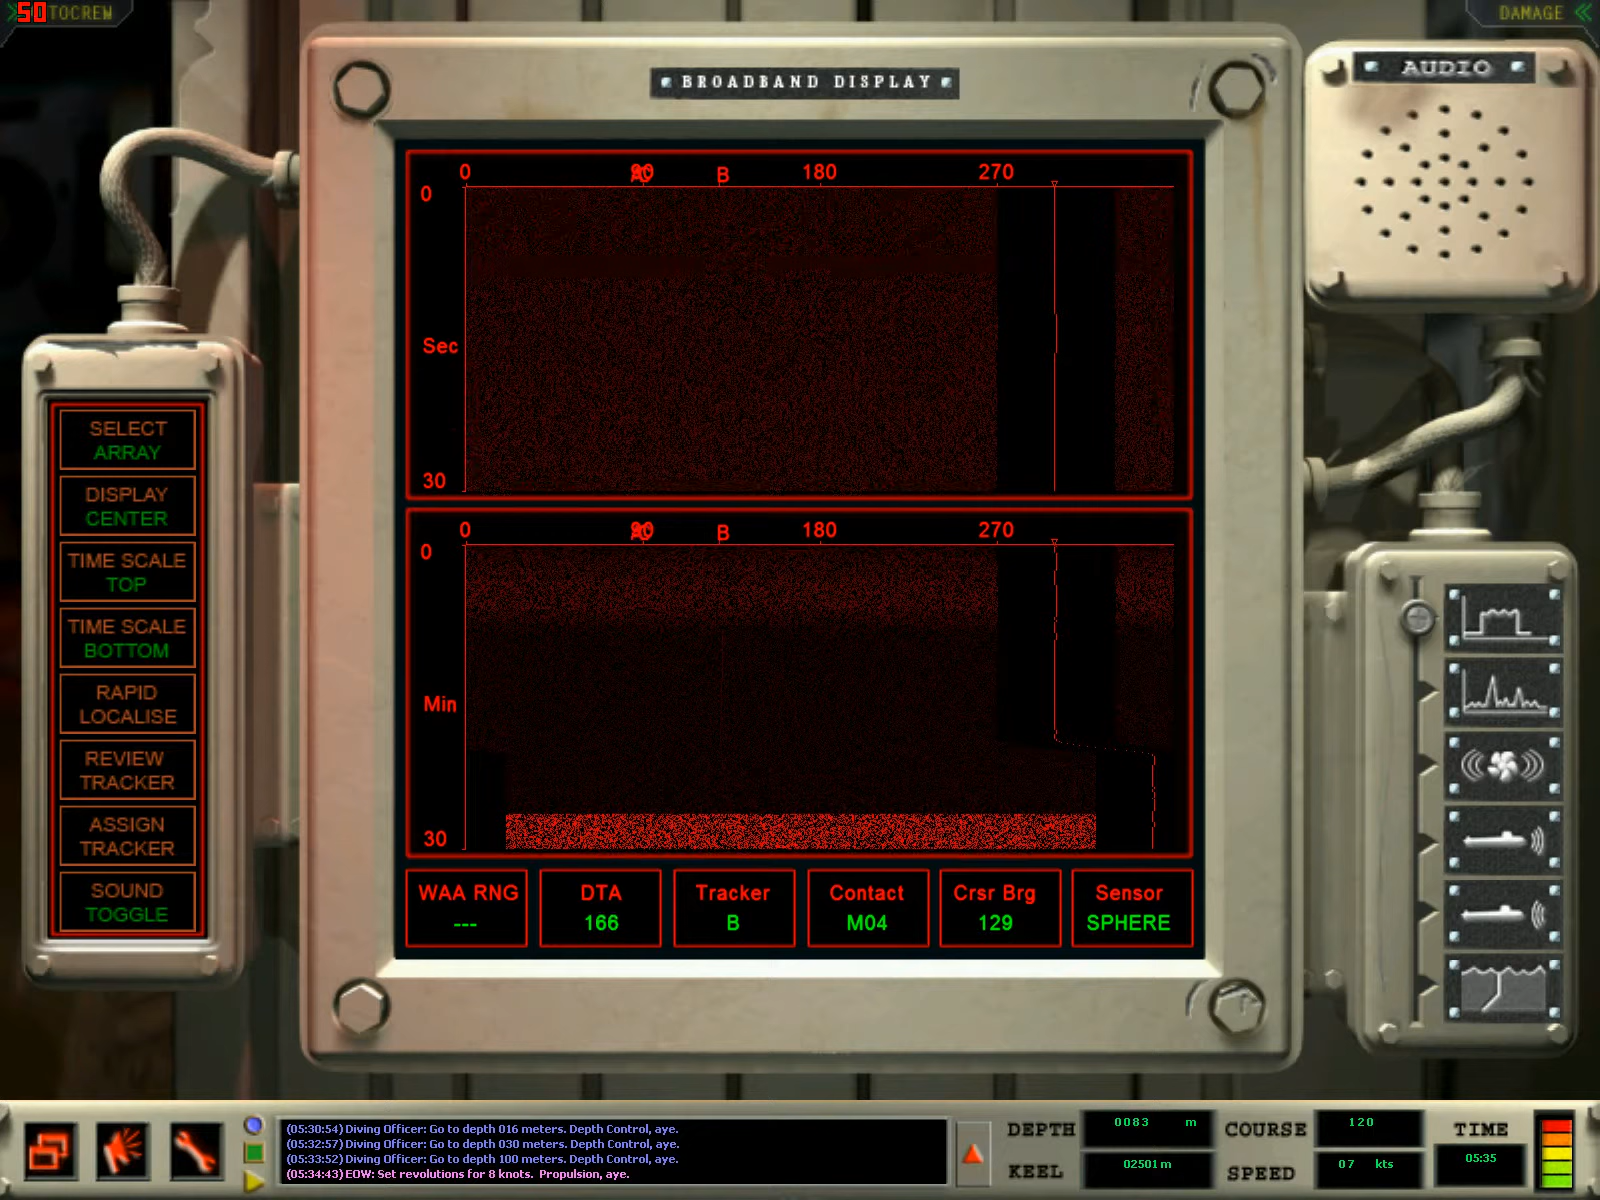 50TOCREW
DAMAGE
BROADBAND DISPLAY
AUDIO
0 90 B 180 270
0
Sec
30
0 90 B 180 270
0
Min
30
SELECT
ARRAY
DISPLAY
CENTER
TIME SCALE
TOP
TIME SCALE
BOTTOM
RAPID
LOCALISE
REVIEW
TRACKER
ASSIGN
TRACKER
SOUND
TOGGLE
WAA RNG
---
DTA
166
Tracker
B
Contact
M04
Crsr Brg
129
Sensor
SPHERE
(05:30:54) Diving Officer: Go to depth 016 meters. Depth Control, aye.
(05:32:57) Diving Officer: Go to depth 030 meters. Depth Control, aye.
(05:33:52) Diving Officer: Go to depth 100 meters. Depth Control, aye.
(05:34:43) EOW: Set revolutions for 8 knots. Propulsion, aye.
DEPTH 0083 m
KEEL 02501 m
COURSE 120
SPEED 07 kts
TIME
05:35